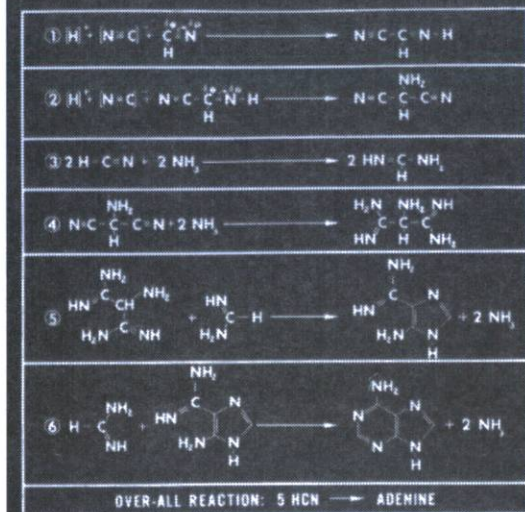 ① [H]⁺ [N≡C]⁻ + C N → N≡C-C-N-H
H H
NH₂
② [H]⁺ [N≡C]⁻ + N≡C-C-N-H → N≡C-C-C≡N
H H
③ 2 H-C≡N + 2 NH₃ → 2 HN=C-NH₂
H
NH₂ H₂N NH₂ NH
④ N≡C-C-C≡N+2 NH₃ → C-C-C
H HN H NH₂
NH₂
NH₂
HN C NH₂ HN C N
⑤ CH + C-H → HN + 2 NH₃
H₂N C NH H₂N H₂N N
H
NH₂
NH₂ C N NH₂ N
⑥ H-C + HN → N + 2 NH₃
NH H₂N N N N
H H
OVER-ALL REACTION: 5 HCN → ADENINE